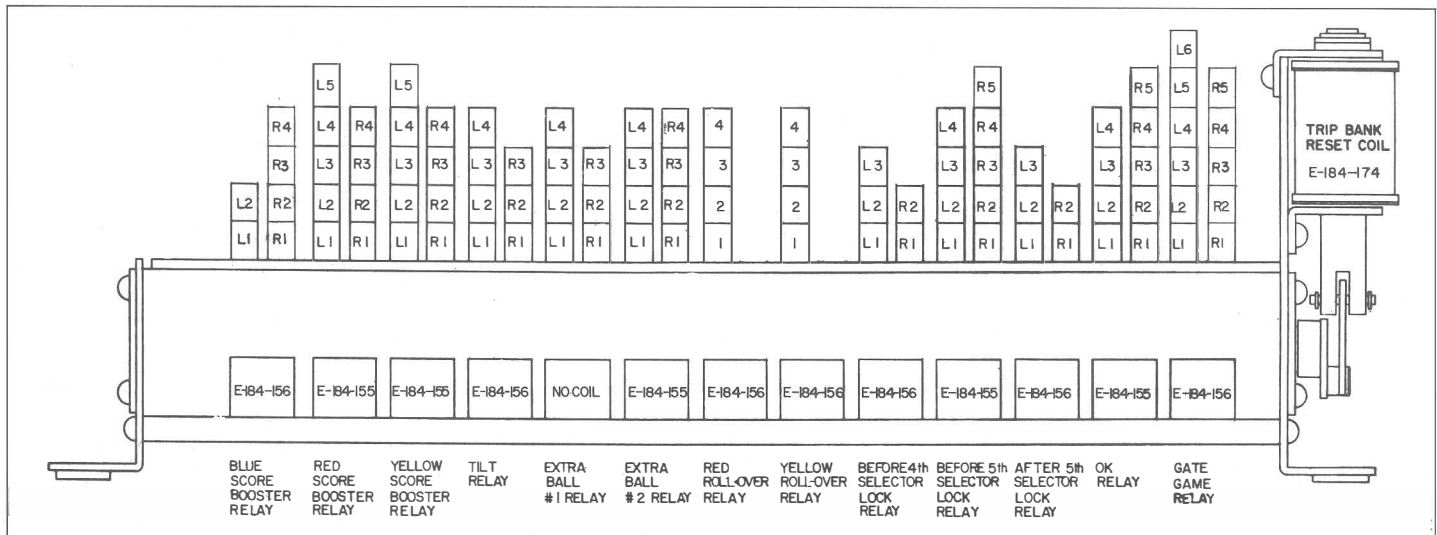 L6
L5 L5 R5 R5 L5 R5
R4 L4 R4 L4 R4 L4 L4 L4 R4 4 4 L4 R4 L4 R4 L4 R4
R3 L3 R3 L3 R3 L3 R3 L3 R3 L3 R3 3 3 L3 L3 R3 L3 L3 R3 R3
L2 R2 L2 R2 L2 R2 L2 R2 L2 R2 L2 R2 2 2 L2 R2 L2 R2 L2 R2 L2 R2 L2 R2
L1 R1 L1 R1 L1 R1 L1 R1 L1 R1 L1 R1 1 1 L1 R1 L1 R1 L1 R1 L1 R1 L1 R1
TRIP BANK
RESET COIL
E-184-174
E-184-156 E-184-155 E-184-155 E-184-156 NO COIL E-184-155 E-184-156 E-184-156 E-184-156 E-184-155 E-184-156 E-184-155 E-184-156
BLUE
SCORE
BOOSTER
RELAY
RED
SCORE
BOOSTER
RELAY
YELLOW
SCORE
BOOSTER
RELAY
TILT
RELAY
EXTRA
BALL
#1 RELAY
EXTRA
BALL
#2 RELAY
RED
ROLL-OVER
RELAY
YELLOW
ROLL-OVER
RELAY
BEFORE 4th
SELECTOR
LOCK
RELAY
BEFORE 5th
SELECTOR
LOCK
RELAY
AFTER 5th
SELECTOR
LOCK
RELAY
OK
RELAY
GATE
GAME
RELAY